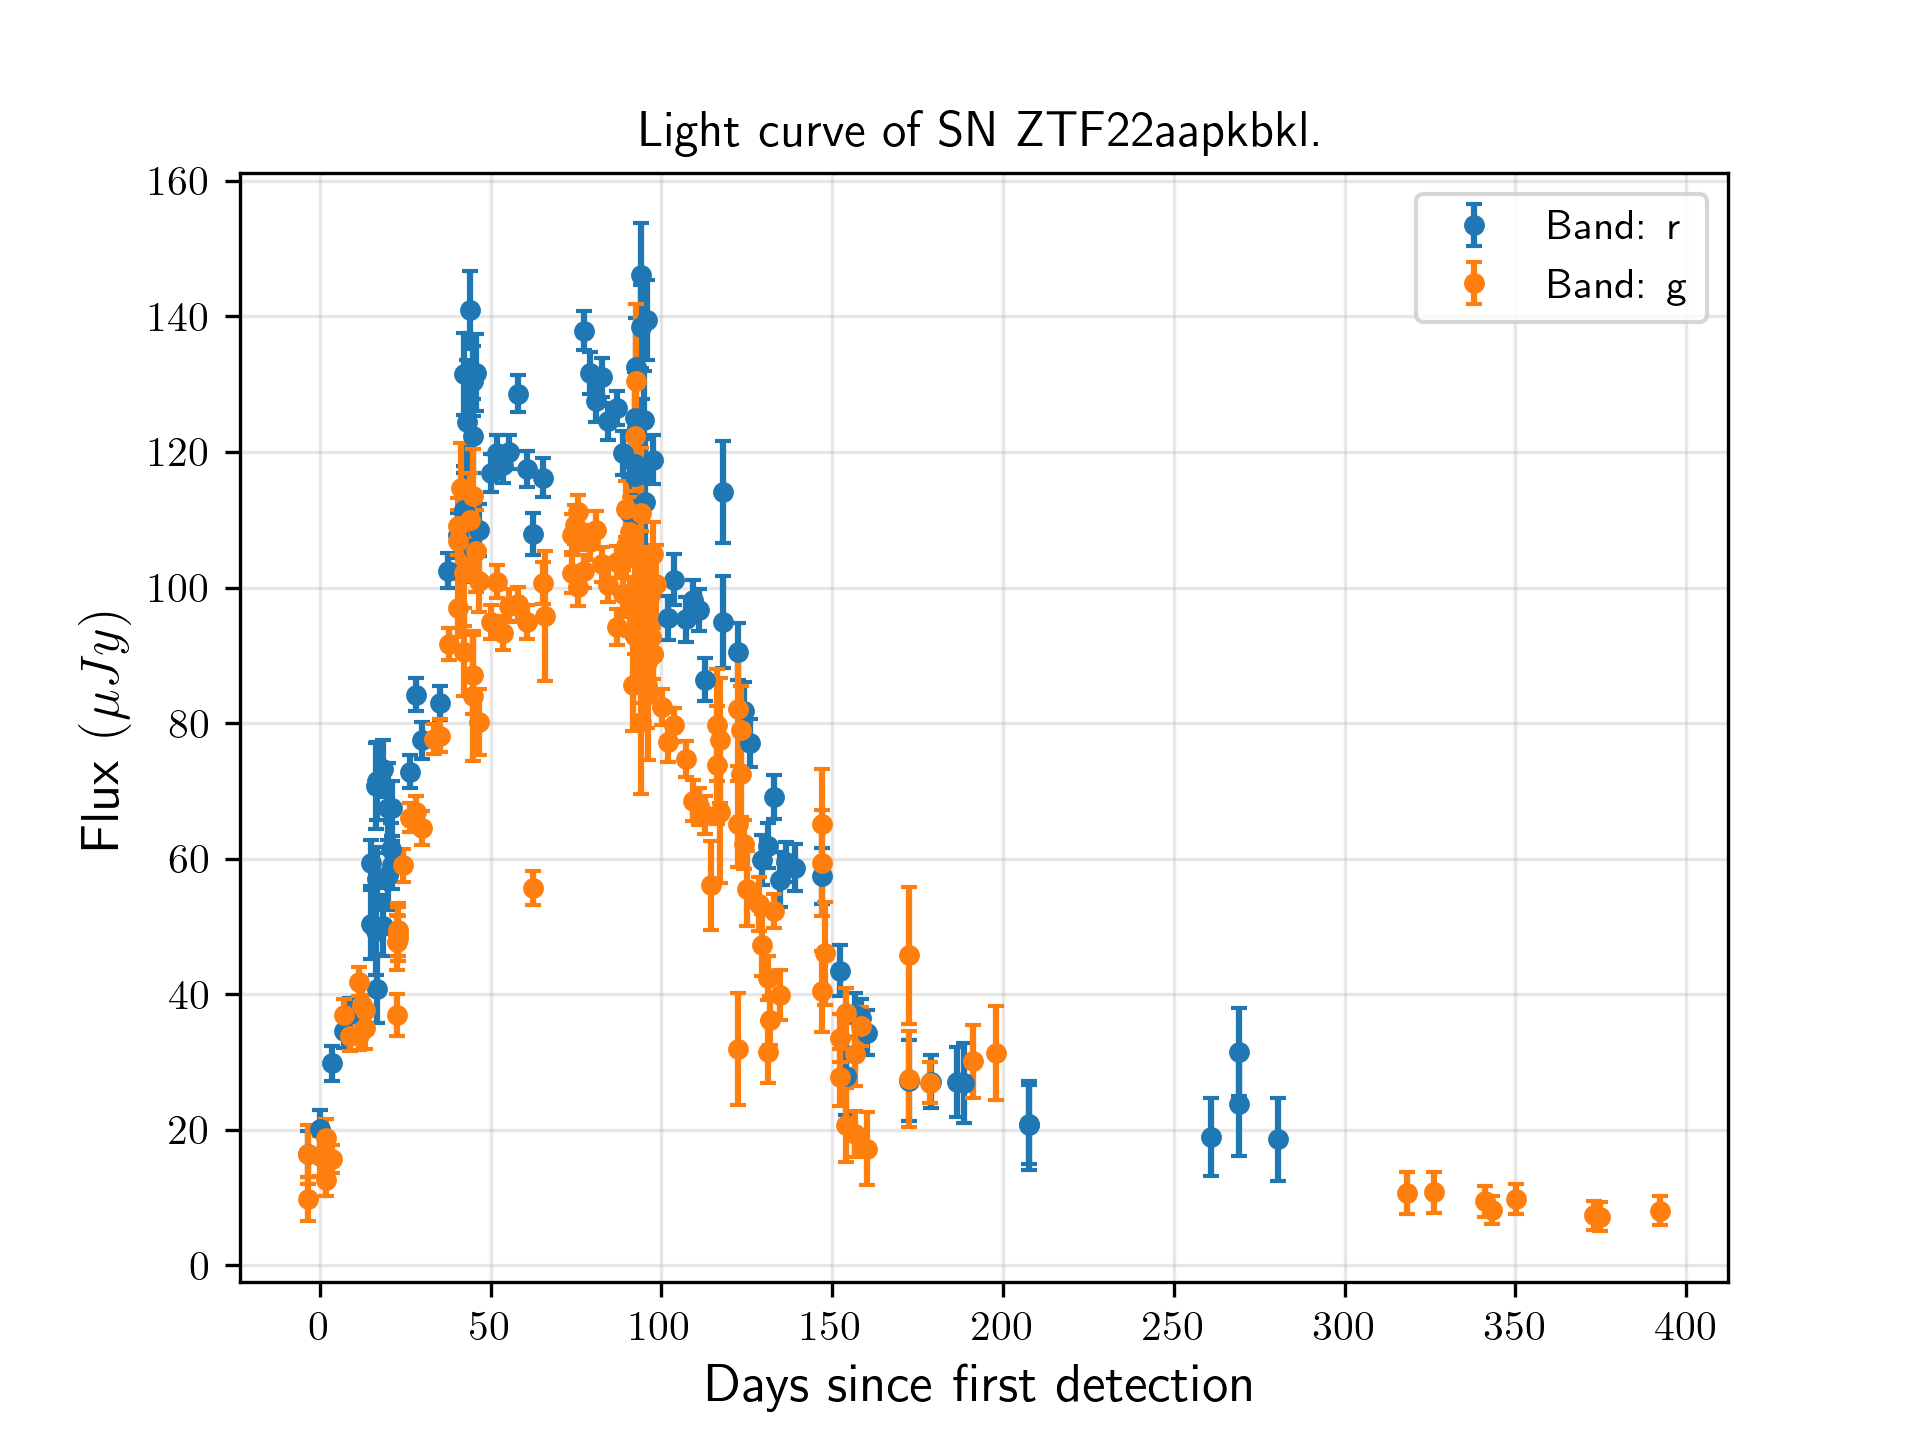 Light curve of SN ZTF22aapkbkl.
160
140
120
100
80
60
40
20
0
Flux (μJy)
Band: r
Band: g
0 50 100 150 200 250 300 350 400
Days since first detection